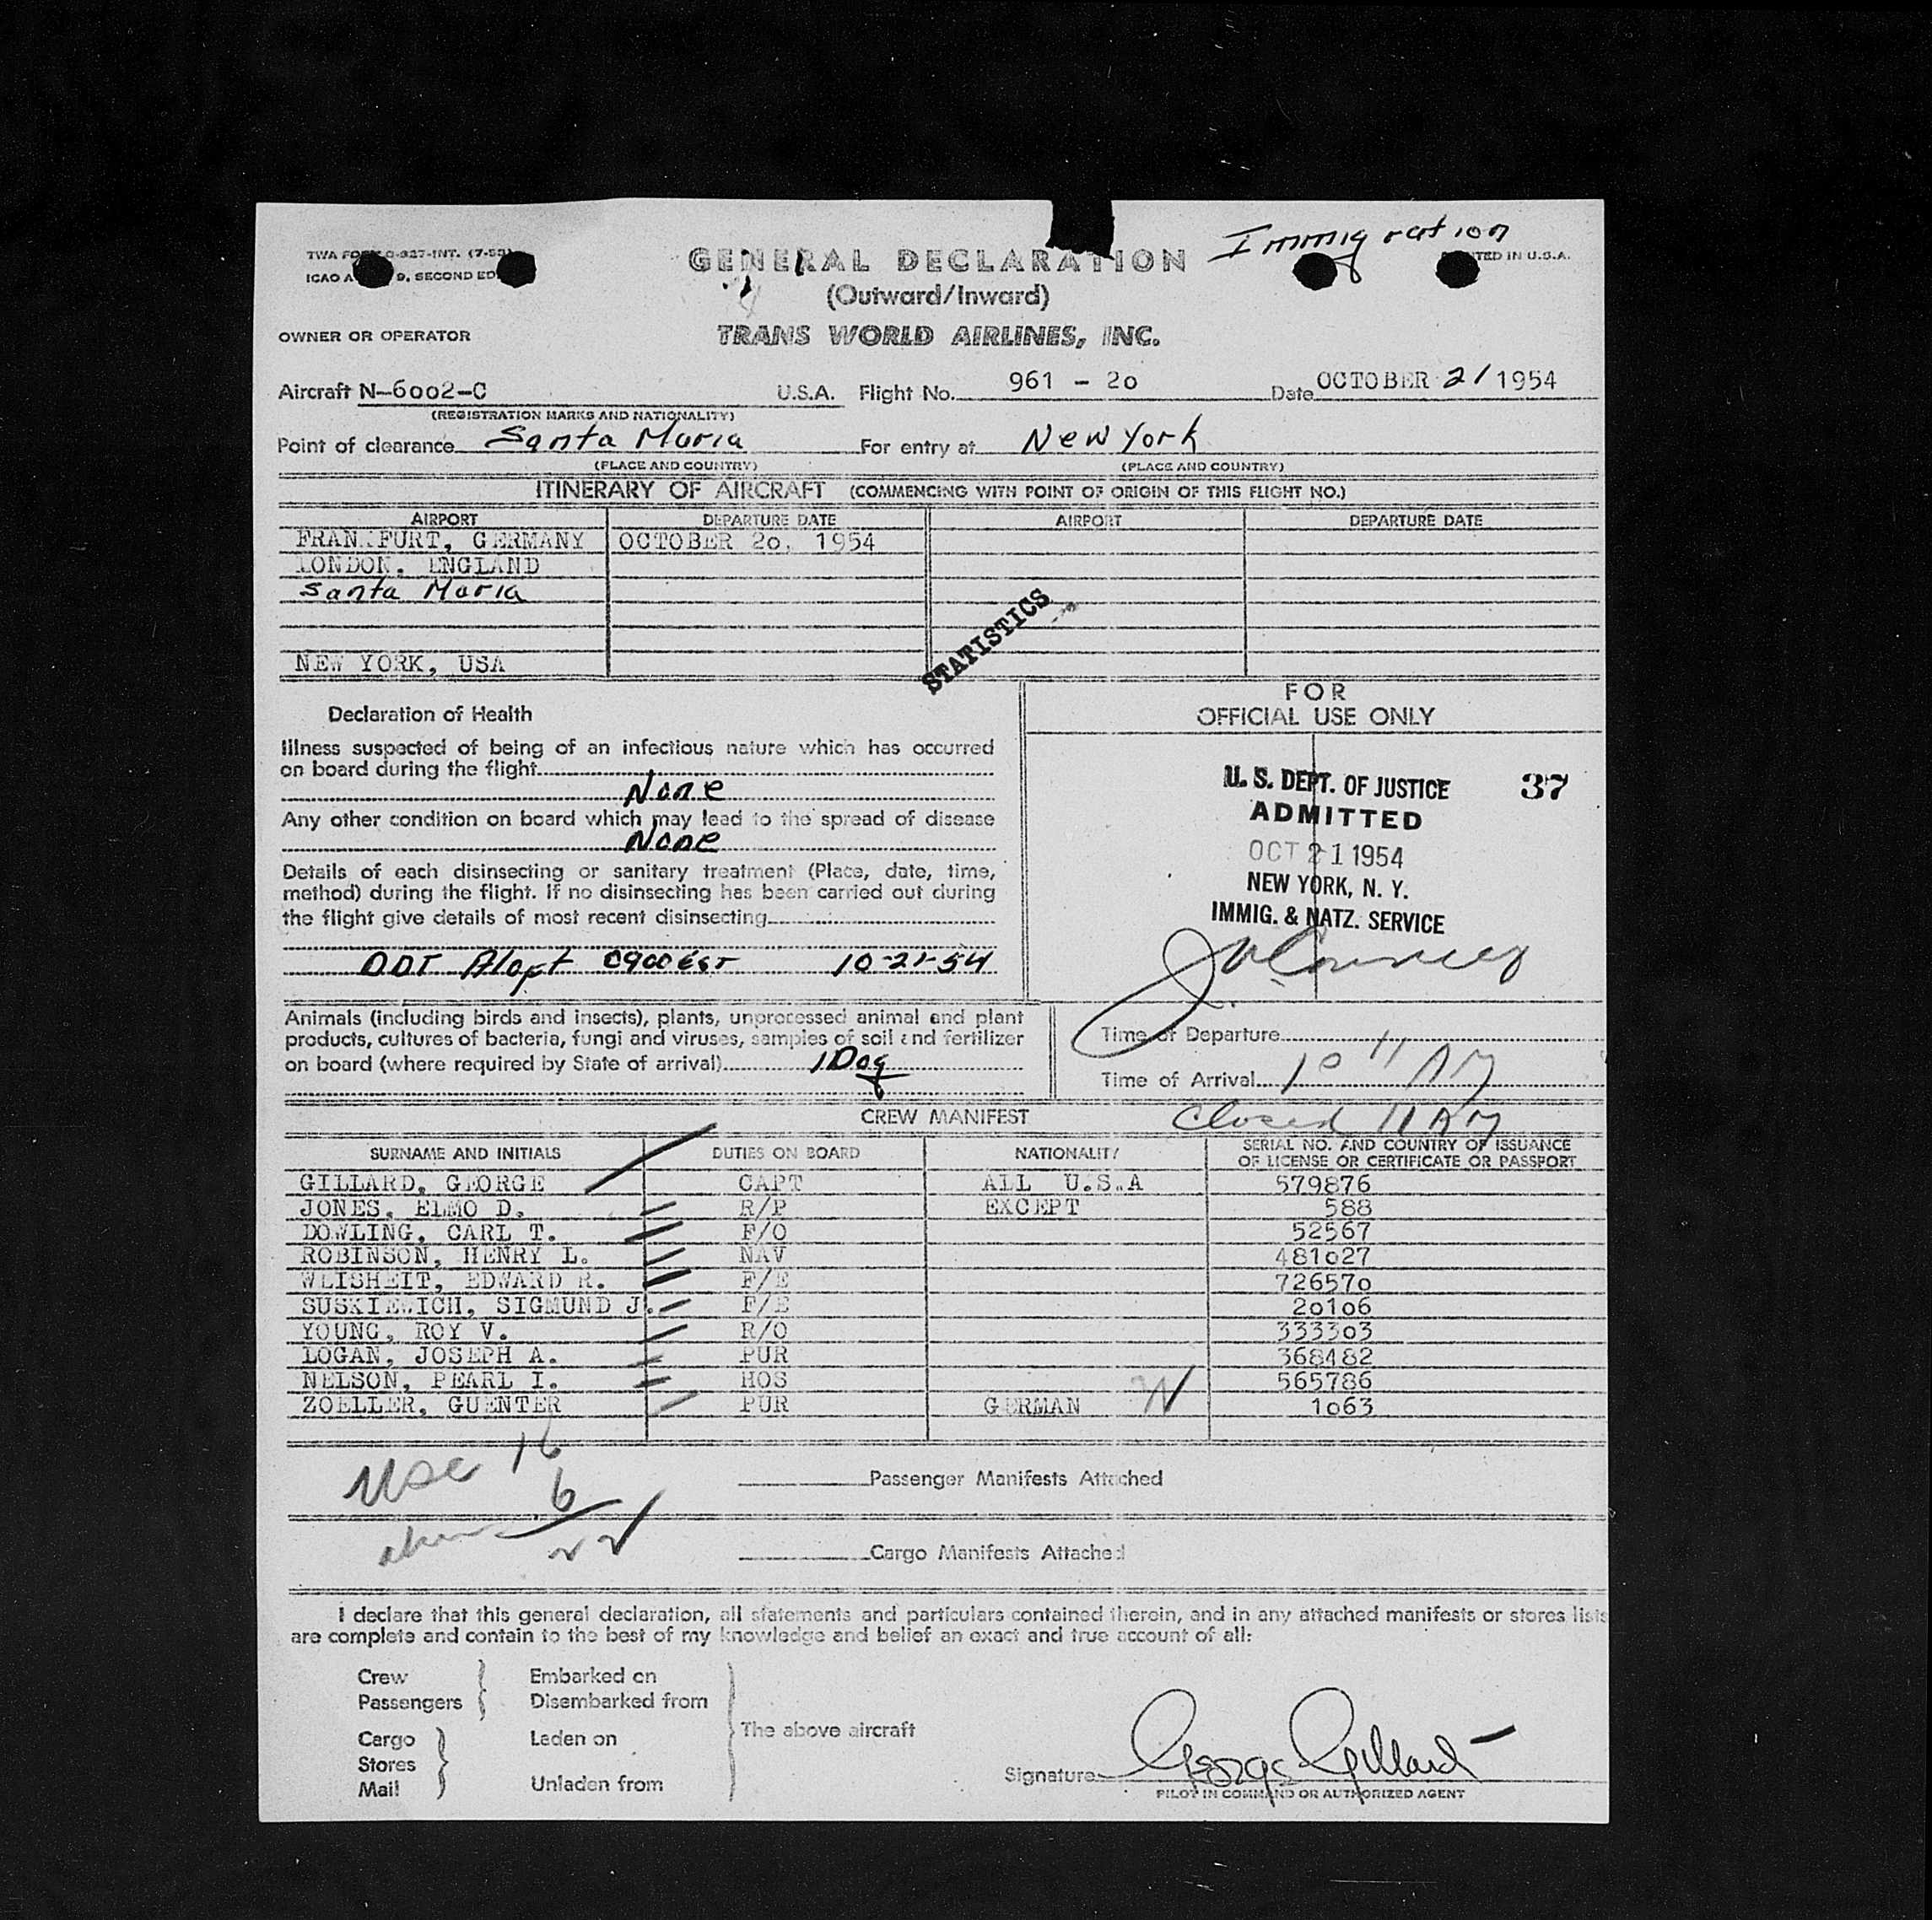 TWA FO 0-327-INT. (7-53)
ICAO A 9, SECOND ED
GENERAL DECLARATION
Immigration
TED IN U.S.A.
(Outward/Inward)
OWNER OR OPERATOR TRANS WORLD AIRLINES, INC.
Aircraft N-6002-C U.S.A. Flight No. 961 - 20 Date OCTOBER 21 1954
(REGISTRATION MARKS AND NATIONALITY)
Point of clearance Santa Maria For entry at New York
(PLACE AND COUNTRY) (PLACE AND COUNTRY)
ITINERARY OF AIRCRAFT (COMMENCING WITH POINT OF ORIGIN OF THIS FLIGHT NO.)
AIRPORT DEPARTURE DATE AIRPORT DEPARTURE DATE
FRANKFURT, GERMANY OCTOBER 20, 1954
LONDON, ENGLAND
Santa Maria
STATISTICS
NEW YORK, USA
FOR
OFFICIAL USE ONLY
Declaration of Health
Illness suspected of being of an infectious nature which has occurred
on board during the flight
None
Any other condition on board which may lead to the spread of disease
None
Details of each disinsecting or sanitary treatment (Place, date, time,
method) during the flight. If no disinsecting has been carried out during
the flight give details of most recent disinsecting
DDT Aloft 0900 EST 10-21-54
U. S. DEPT. OF JUSTICE 37
ADMITTED
OCT 21 1954
NEW YORK, N. Y.
IMMIG. & NATZ. SERVICE
Animals (including birds and insects), plants, unprocessed animal and plant
products, cultures of bacteria, fungi and viruses, samples of soil and fertilizer
on board (where required by State of arrival) 1 Dog
Time of Departure
Time of Arrival 10 11 AM
Closed 11 AM
CREW MANIFEST
SURNAME AND INITIALS DUTIES ON BOARD NATIONALITY SERIAL NO. AND COUNTRY OF ISSUANCE
OF LICENSE OR CERTIFICATE OR PASSPORT
GILLARD, GEORGE CAPT ALL U.S.A 579876
JONES, ELMO D. R/P EXCEPT 588
DOWLING, CARL T. F/O 52567
ROBINSON, HENRY L. NAV 481027
WEISHEIT, EDWARD R. F/E 726570
SUSKIEWICH, SIGMUND J. F/E 20106
YOUNG, ROY V. R/O 333303
LOGAN, JOSEPH A. PUR 368482
NELSON, PEARL I. HOS 565786
ZOELLER, GUENTER PUR GERMAN 1063
USC 16
6
22
Passenger Manifests Attached
Cargo Manifests Attached
I declare that this general declaration, all statements and particulars contained therein, and in any attached manifests or stores lists
are complete and contain to the best of my knowledge and belief an exact and true account of all:
Crew Embarked on
Passengers Disembarked from
The above aircraft
Cargo Laden on
Stores
Mail Unladen from
Signature George Gillard
PILOT IN COMMAND OR AUTHORIZED AGENT